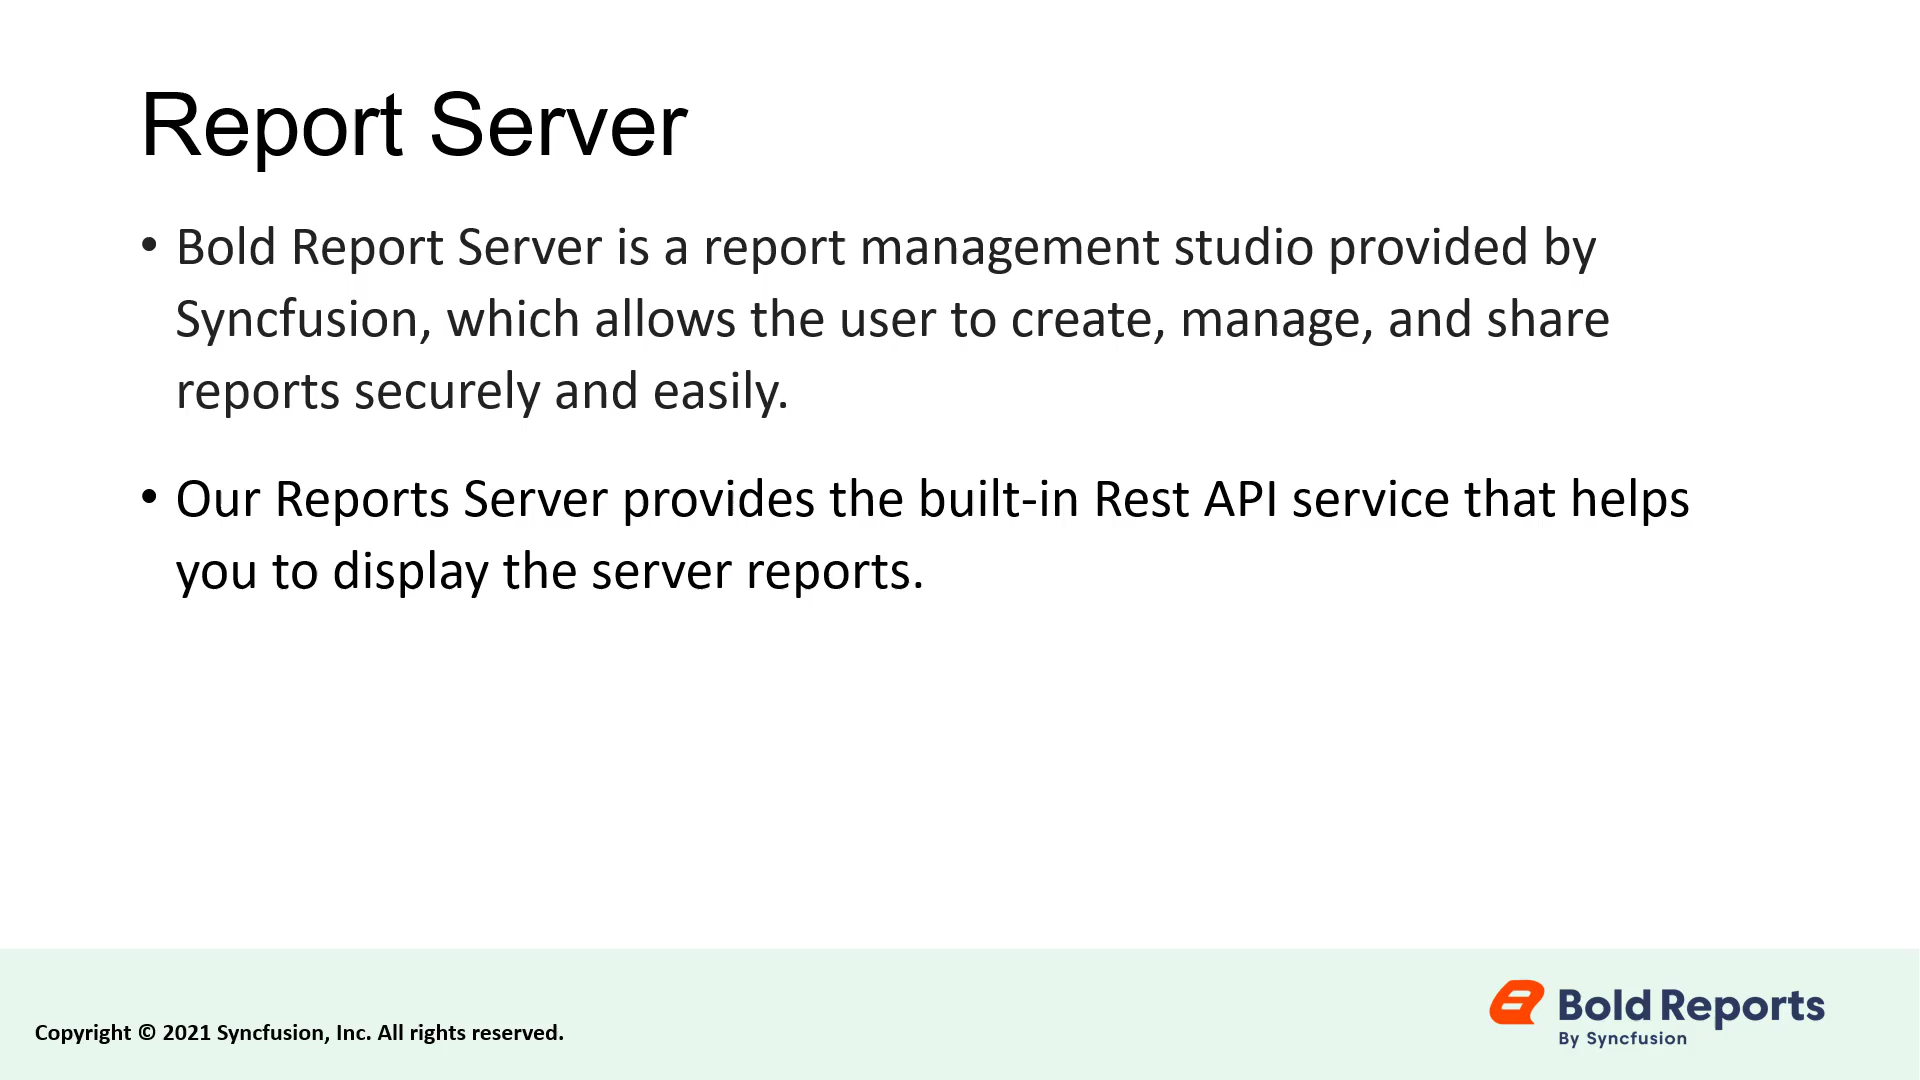 Report Server
• Bold Report Server is a report management studio provided by
Syncfusion, which allows the user to create, manage, and share
reports securely and easily.
• Our Reports Server provides the built-in Rest API service that helps
you to display the server reports.
Copyright © 2021 Syncfusion, Inc. All rights reserved.
Bold Reports
By Syncfusion